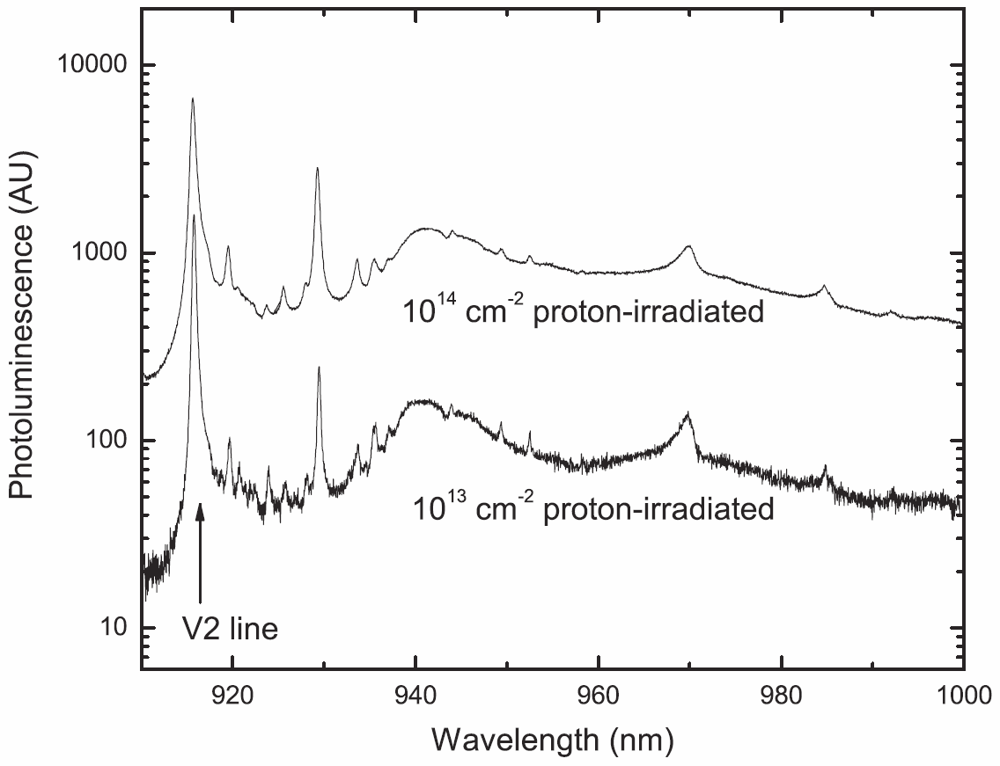 10000
1000
100
10
Photoluminescence (AU)
10¹⁴ cm⁻² proton-irradiated
10¹³ cm⁻² proton-irradiated
V2 line
920
940
960
980
1000
Wavelength (nm)